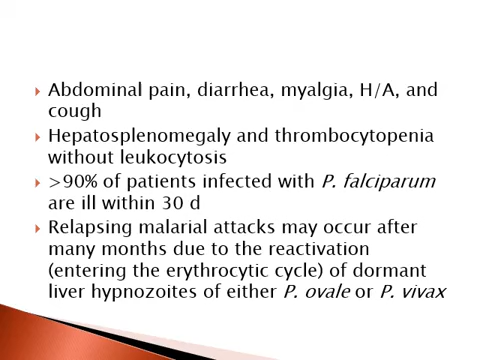 Abdominal pain, diarrhea, myalgia, H/A, and
cough
Hepatosplenomegaly and thrombocytopenia
without leukocytosis
>90% of patients infected with P. falciparum
are ill within 30 d
Relapsing malarial attacks may occur after
many months due to the reactivation
(entering the erythrocytic cycle) of dormant
liver hypnozoites of either P. ovale or P. vivax